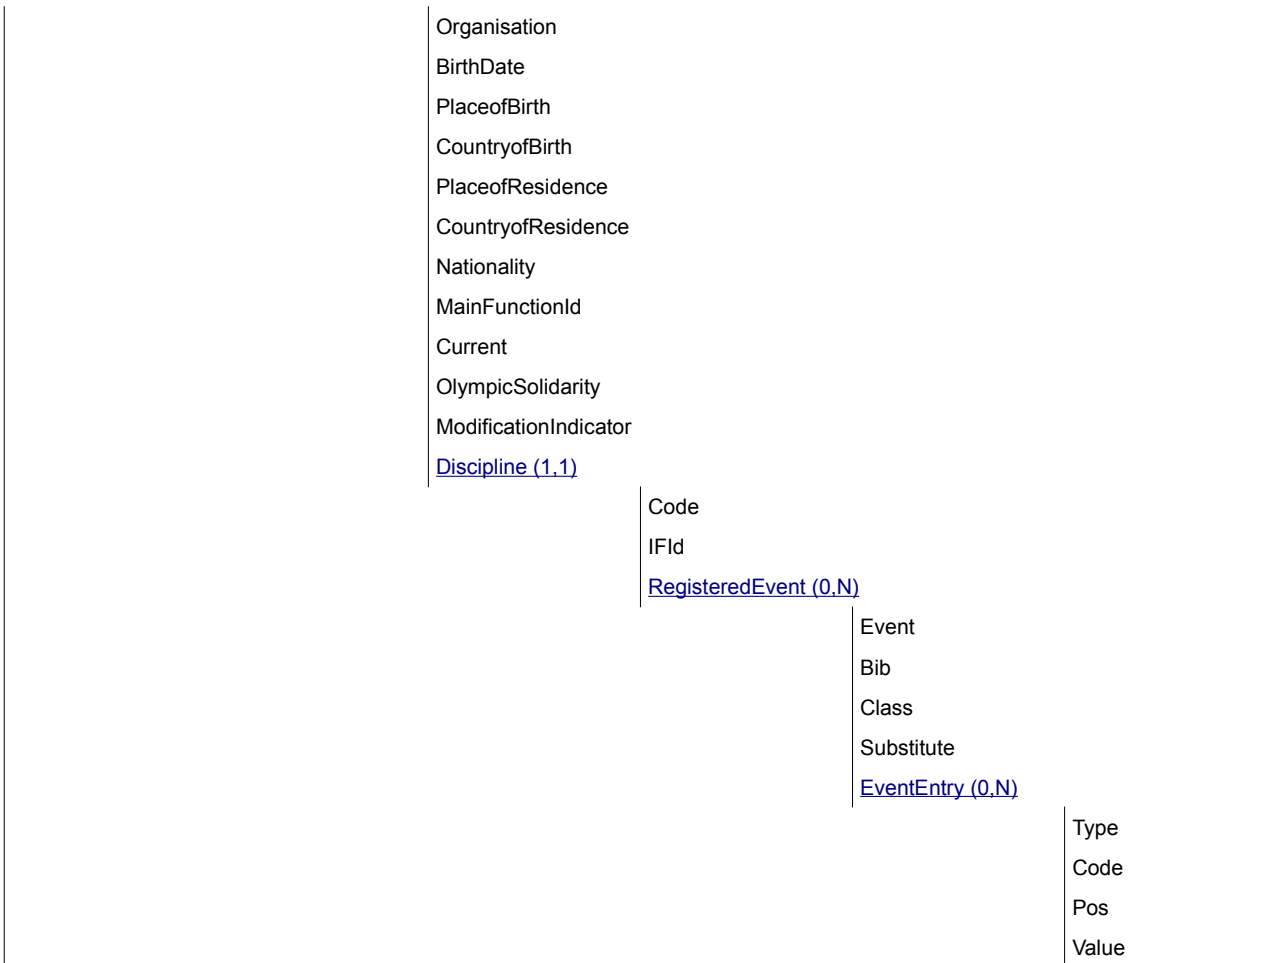 Organisation
BirthDate
PlaceofBirth
CountryofBirth
PlaceofResidence
CountryofResidence
Nationality
MainFunctionId
Current
OlympicSolidarity
ModificationIndicator
Discipline (1,1)
Code
IFId
RegisteredEvent (0,N)
Event
Bib
Class
Substitute
EventEntry (0,N)
Type
Code
Pos
Value